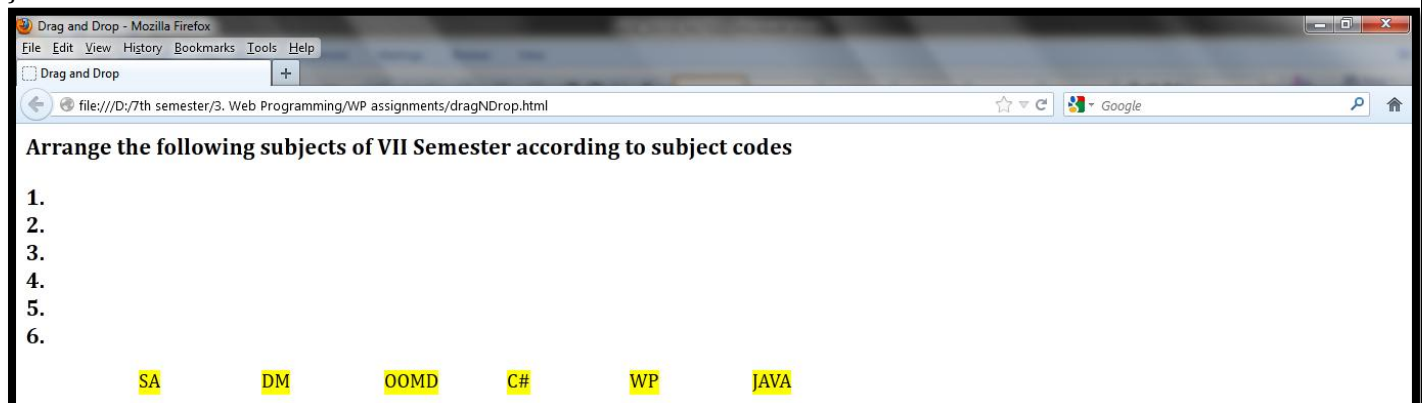 Drag and Drop - Mozilla Firefox
File Edit View History Bookmarks Tools Help
Drag and Drop
file:///D:/7th semester/3. Web Programming/WP assignments/dragNDrop.html Google
Arrange the following subjects of VII Semester according to subject codes
1.
2.
3.
4.
5.
6.
SA DM OOMD C# WP JAVA